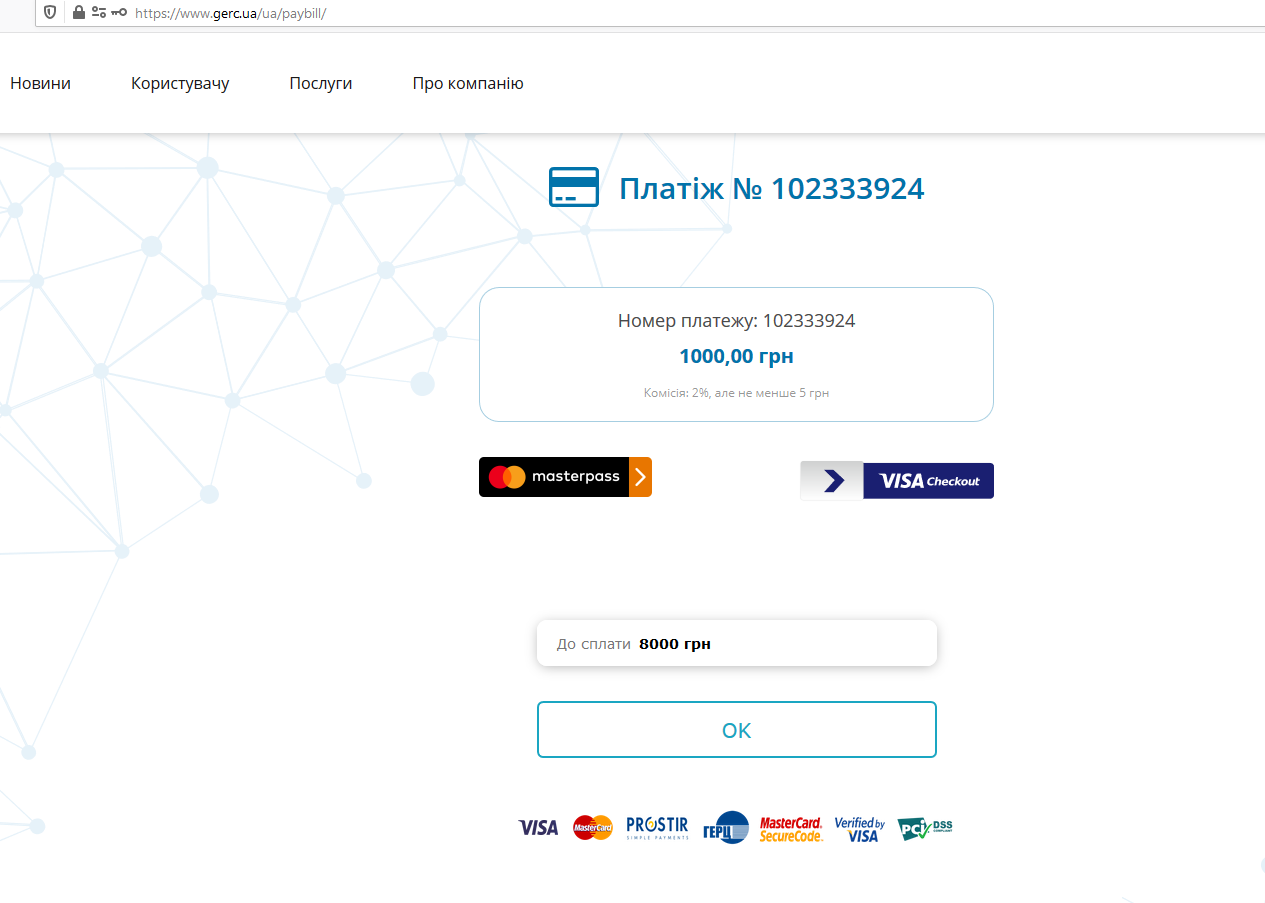 https://www.gerc.ua/ua/paybill/
Новини Користувачу Послуги Про компанію
Платіж № 102333924
Номер платежу: 102333924
1000,00 грн
Комісія: 2%, але не менше 5 грн
masterpass VISA Checkout
До сплати 8000 грн
OK
VISA MasterCard PROSTIR SIMPLE PAYMENTS ГЕРЦ MasterCard. SecureCode. Verified by VISA PCI DSS COMPLIANT